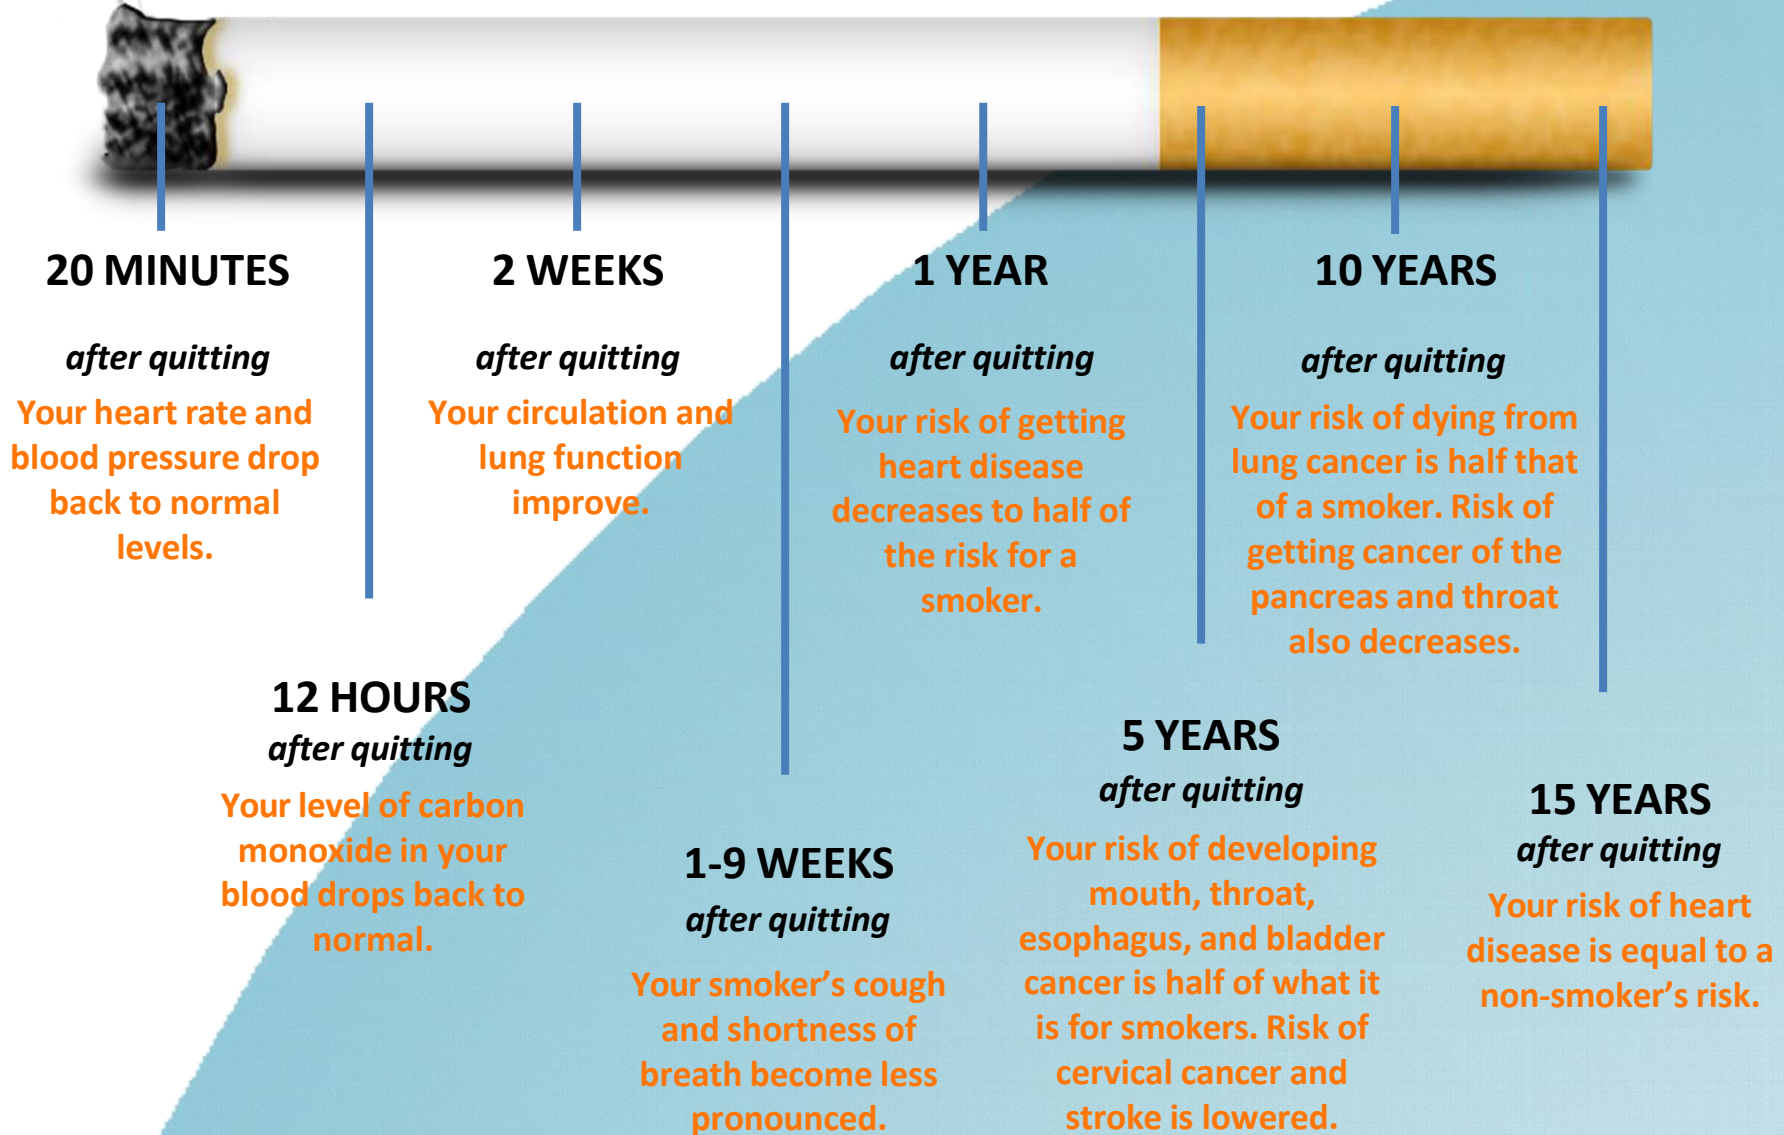 20 MINUTES
after quitting
Your heart rate and
blood pressure drop
back to normal
levels.
12 HOURS
after quitting
Your level of carbon
monoxide in your
blood drops back to
normal.
2 WEEKS
after quitting
Your circulation and
lung function
improve.
1-9 WEEKS
after quitting
Your smoker’s cough
and shortness of
breath become less
pronounced.
1 YEAR
after quitting
Your risk of getting
heart disease
decreases to half of
the risk for a
smoker.
5 YEARS
after quitting
Your risk of developing
mouth, throat,
esophagus, and bladder
cancer is half of what it
is for smokers. Risk of
cervical cancer and
stroke is lowered.
10 YEARS
after quitting
Your risk of dying from
lung cancer is half that
of a smoker. Risk of
getting cancer of the
pancreas and throat
also decreases.
15 YEARS
after quitting
Your risk of heart
disease is equal to a
non-smoker’s risk.